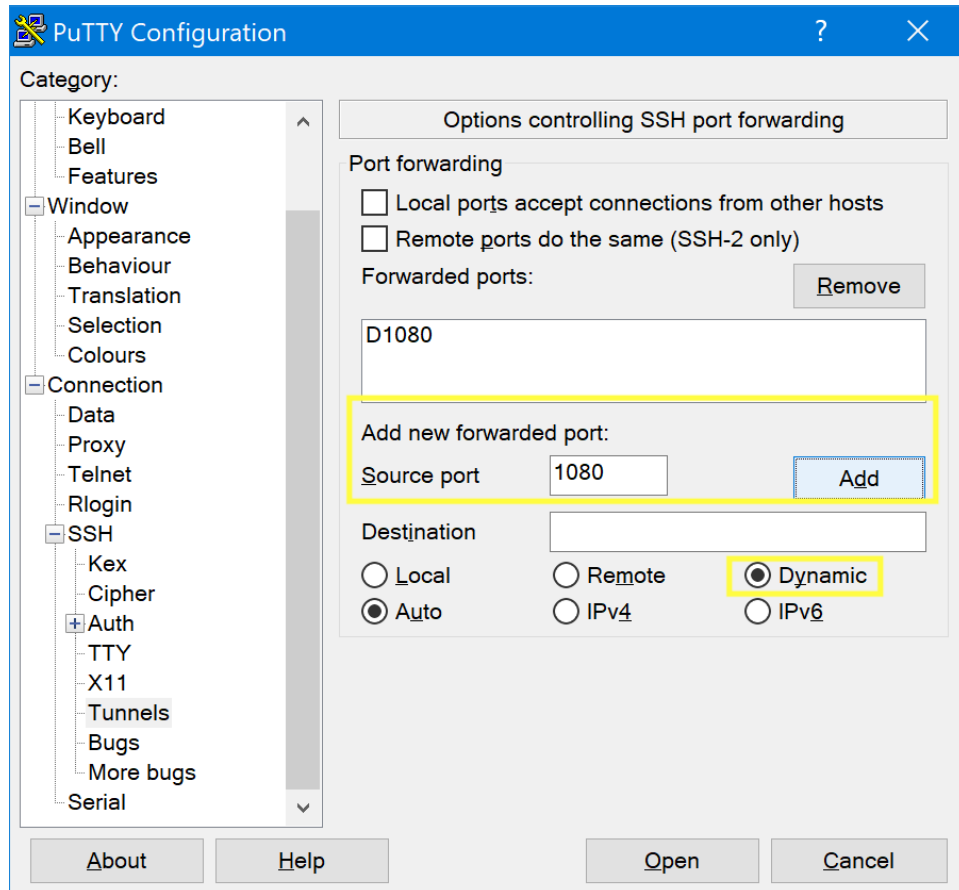 PuTTY Configuration ? ×
Category:
Keyboard
Bell
Features
Window
Appearance
Behaviour
Translation
Selection
Colours
Connection
Data
Proxy
Telnet
Rlogin
SSH
Kex
Cipher
Auth
TTY
X11
Tunnels
Bugs
More bugs
Serial
Options controlling SSH port forwarding
Port forwarding
Local ports accept connections from other hosts
Remote ports do the same (SSH-2 only)
Forwarded ports:
Remove
D1080
Add new forwarded port:
Source port 1080 Add
Destination
Local Remote Dynamic
Auto IPv4 IPv6
About Help Open Cancel